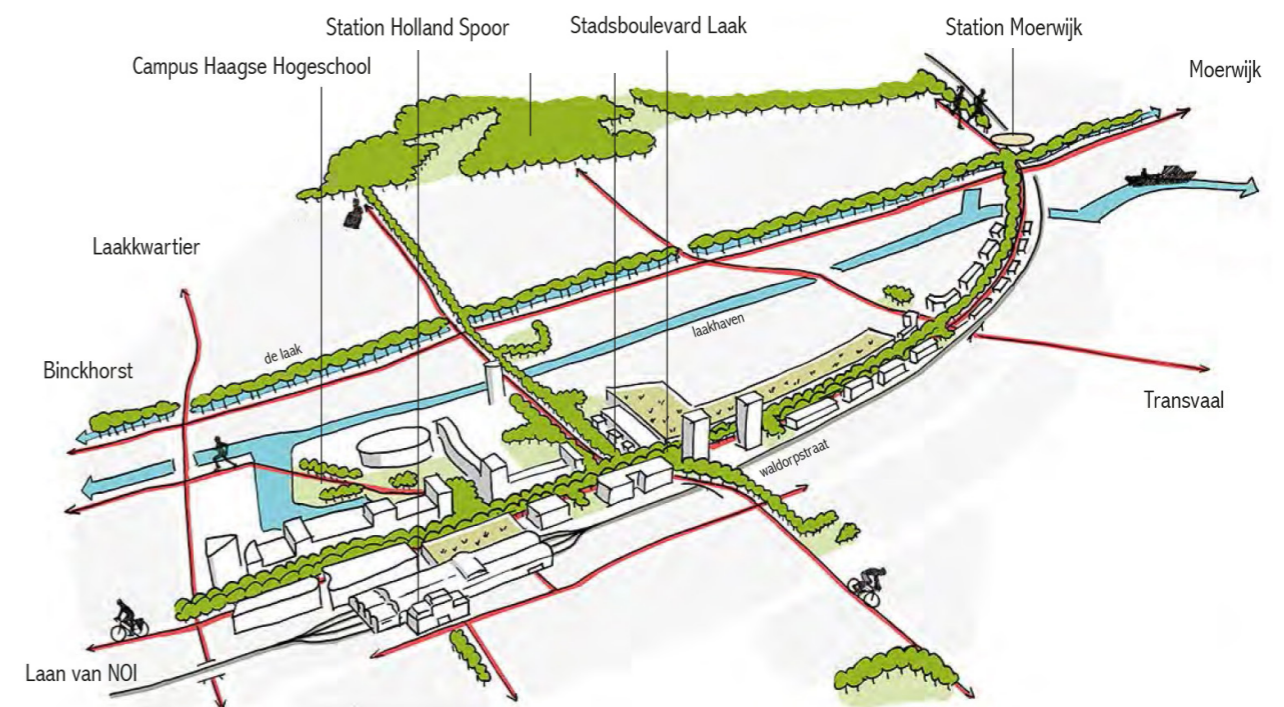 Station Holland Spoor
Stadsboulevard Laak
Station Moerwijk
Campus Haagse Hogeschool
Moerwijk
Laakkwartier
de laak
laakhaven
Binckhorst
Transvaal
waldorpstraat
Laan van NOI